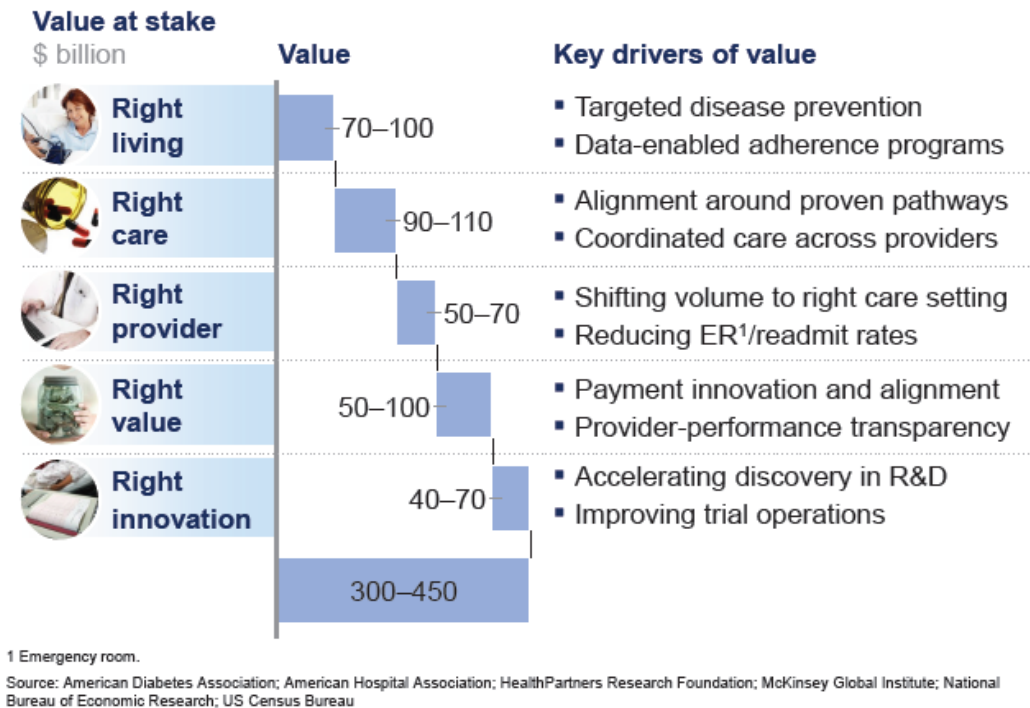 Value at stake
$ billion
Value
Key drivers of value
Right
living
70–100
▪ Targeted disease prevention
▪ Data-enabled adherence programs
Right
care
90–110
▪ Alignment around proven pathways
▪ Coordinated care across providers
Right
provider
50–70
▪ Shifting volume to right care setting
▪ Reducing ER¹/readmit rates
Right
value
50–100
▪ Payment innovation and alignment
▪ Provider-performance transparency
Right
innovation
40–70
▪ Accelerating discovery in R&D
▪ Improving trial operations
300–450
1 Emergency room.
Source: American Diabetes Association; American Hospital Association; HealthPartners Research Foundation; McKinsey Global Institute; National
Bureau of Economic Research; US Census Bureau